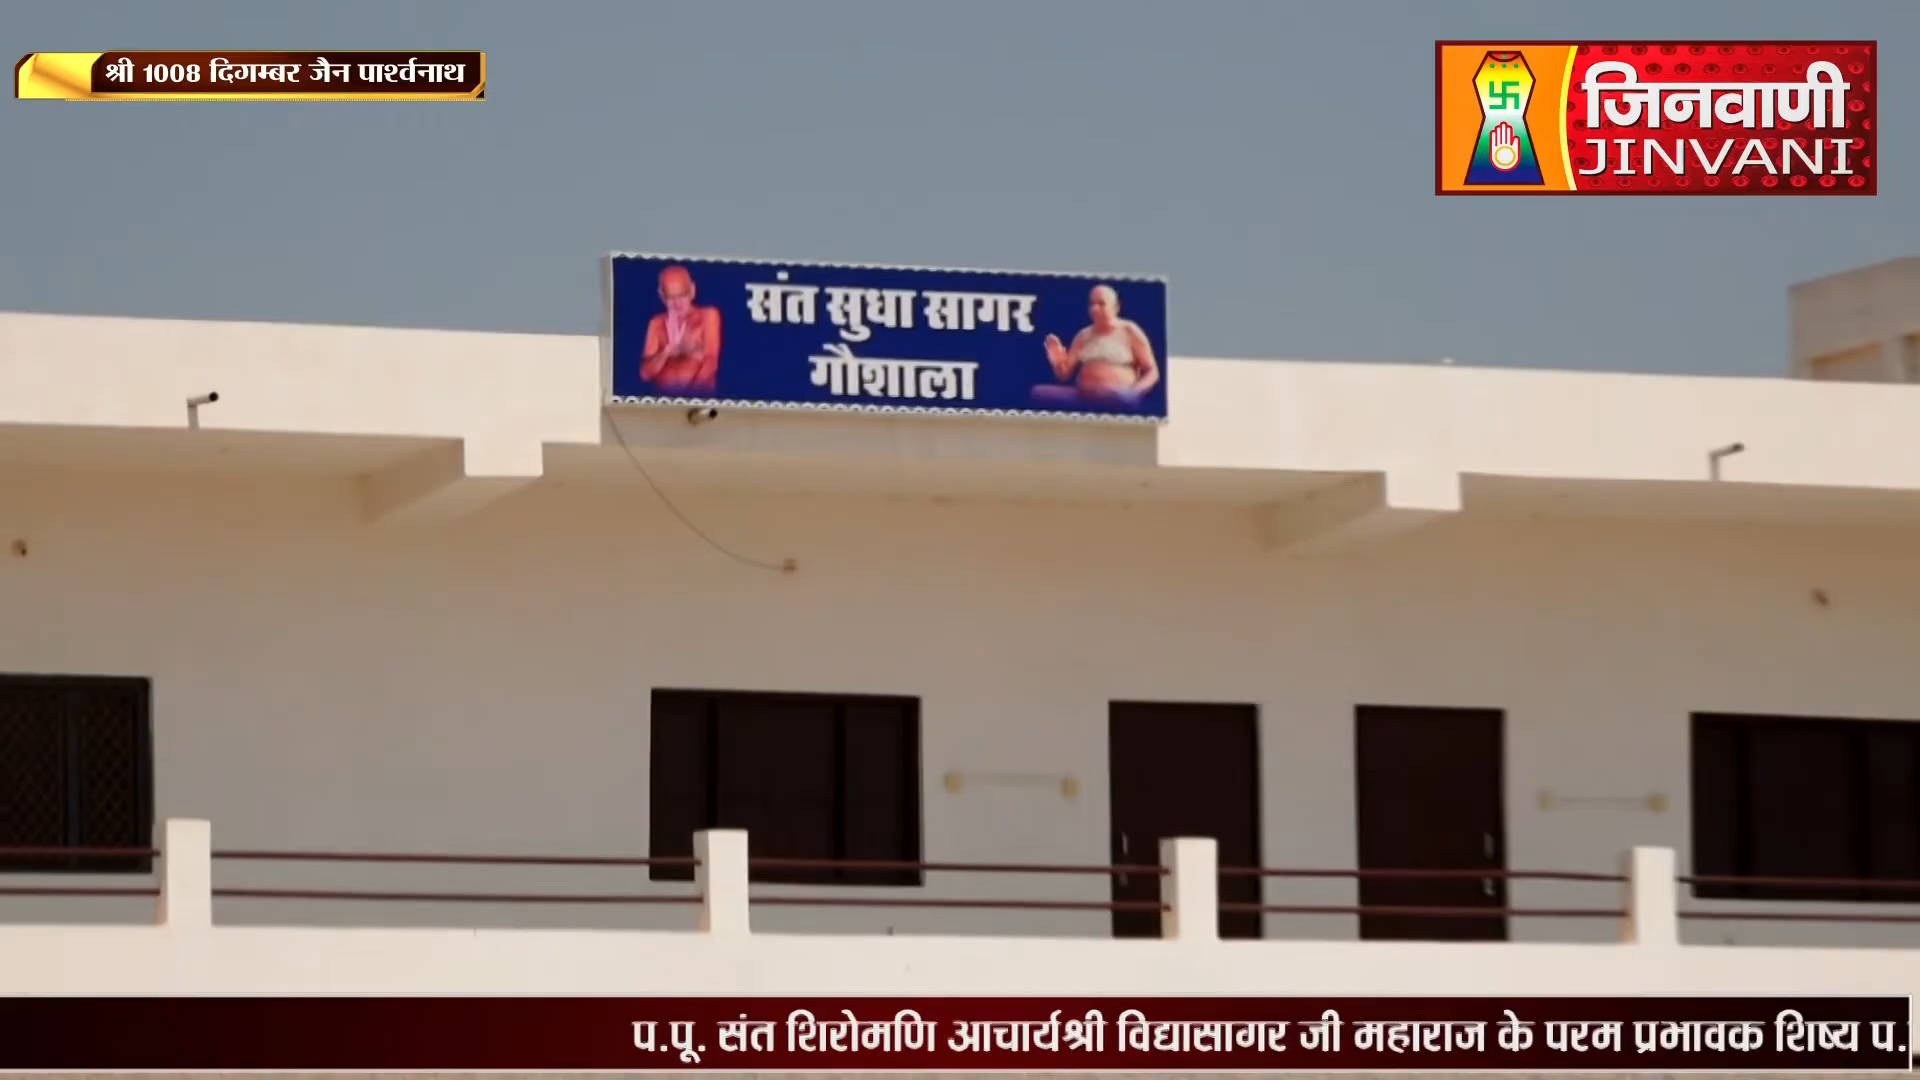 श्री 1008 दिगम्बर जैन पार्श्वनाथ
जिनवाणी
JINVANI
संत सुधा सागर
गौशाला
प.पू. संत शिरोमणि आचार्यश्री विद्यासागर जी महाराज के परम प्रभावक शिष्य प.